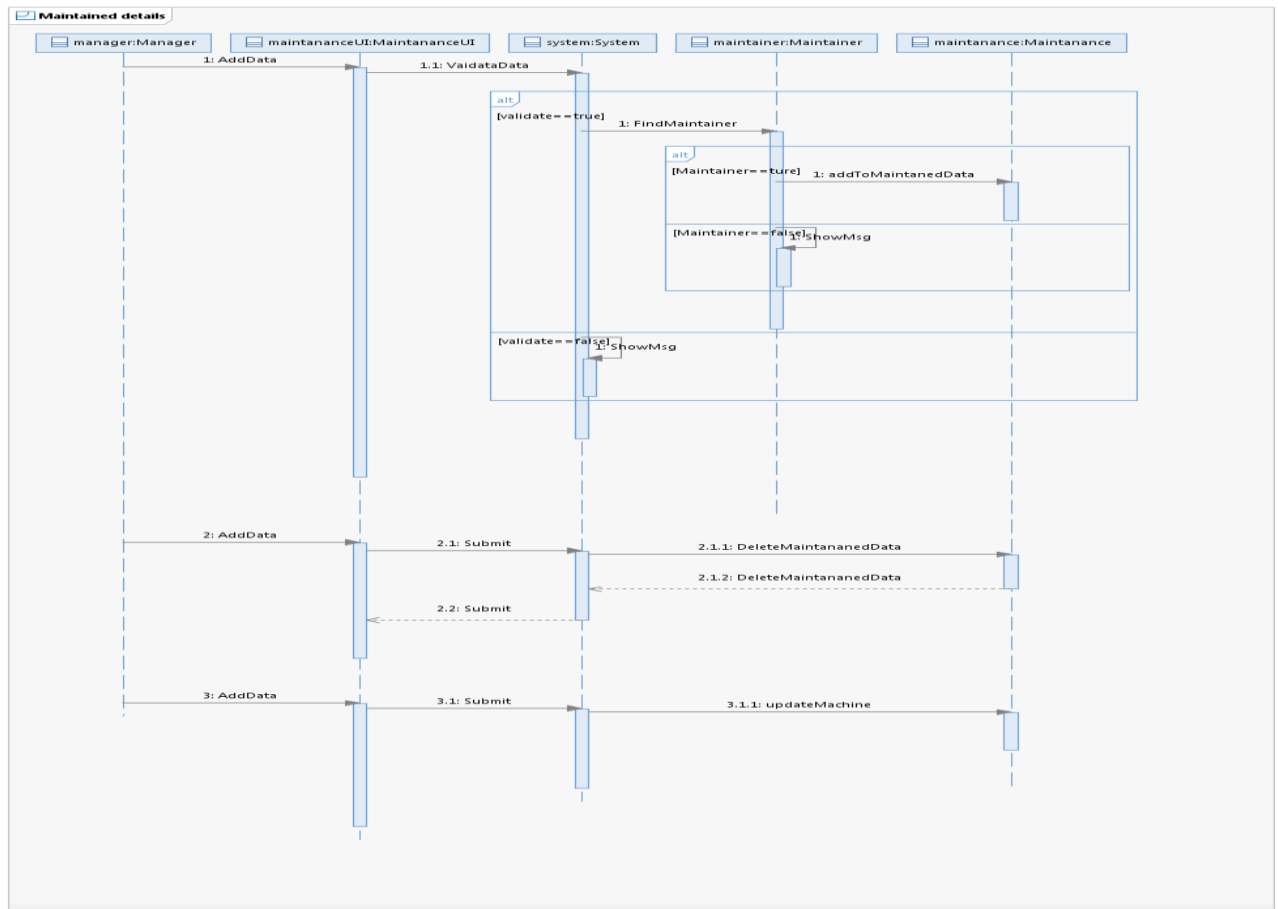 Maintained details
manager:Manager
maintananceUI:MaintananceUI
system:System
maintainer:Maintainer
maintanance:Maintanance
1: AddData
1.1: VaidataData
alt
[validate==true]
1: FindMaintainer
alt
[Maintainer==ture]
1: addToMaintanedData
[Maintainer==false]
1: ShowMsg
[validate==false]
1: ShowMsg
2: AddData
2.1: Submit
2.1.1: DeleteMaintananedData
2.1.2: DeleteMaintananedData
2.2: Submit
3: AddData
3.1: Submit
3.1.1: updateMachine